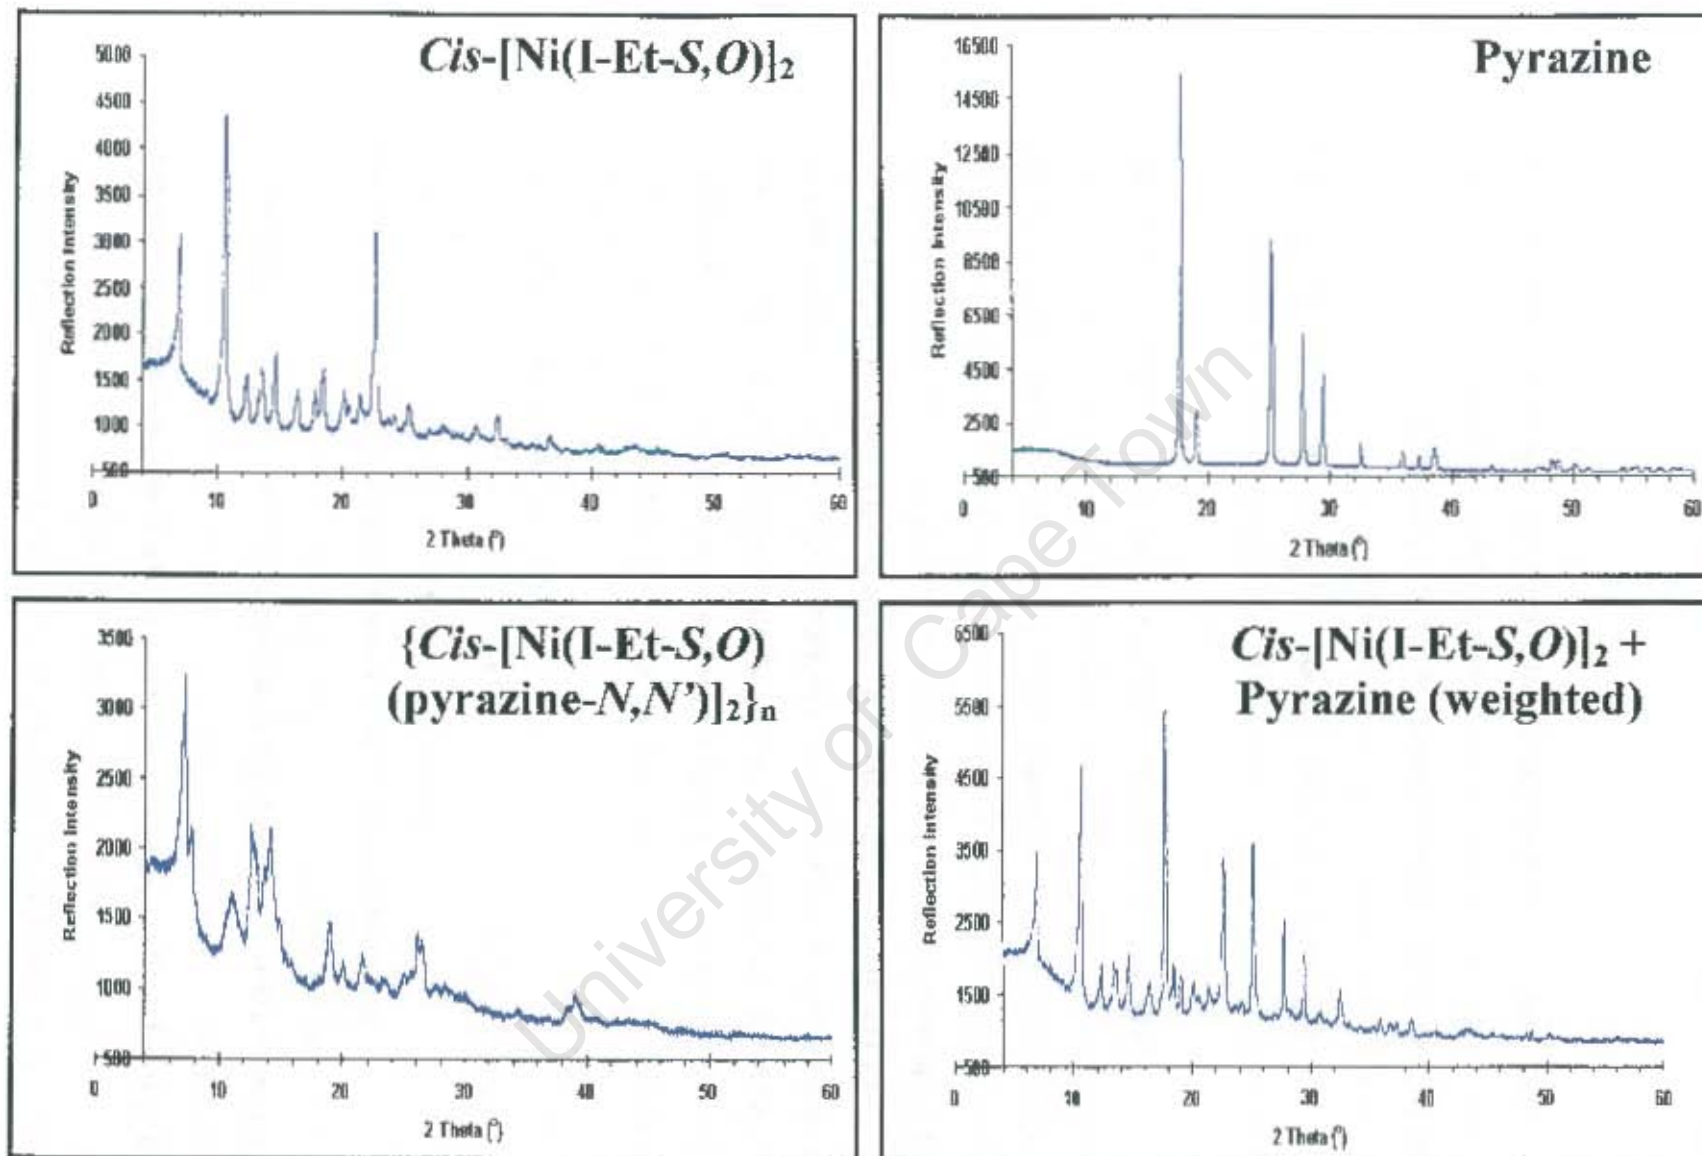 Cis-[Ni(I-Et-S,O)]2
5000
4500
4000
3500
3000
2500
2000
1500
1000
500
Reflection Intensity
0 10 20 30 40 50 60
2 Theta (°)
Pyrazine
16500
14500
12500
10500
8500
6500
4500
2500
500
Reflection Intensity
0 10 20 30 40 50 60
2 Theta (°)
{Cis-[Ni(I-Et-S,O)
(pyrazine-N,N’)]2}n
3500
3000
2500
2000
1500
1000
500
Reflection Intensity
0 10 20 30 40 50 60
2 Theta (°)
Cis-[Ni(I-Et-S,O)]2 +
Pyrazine (weighted)
6500
5500
4500
3500
2500
1500
500
Reflection Intensity
0 10 20 30 40 50 60
2 Theta (°)
University of Cape Town